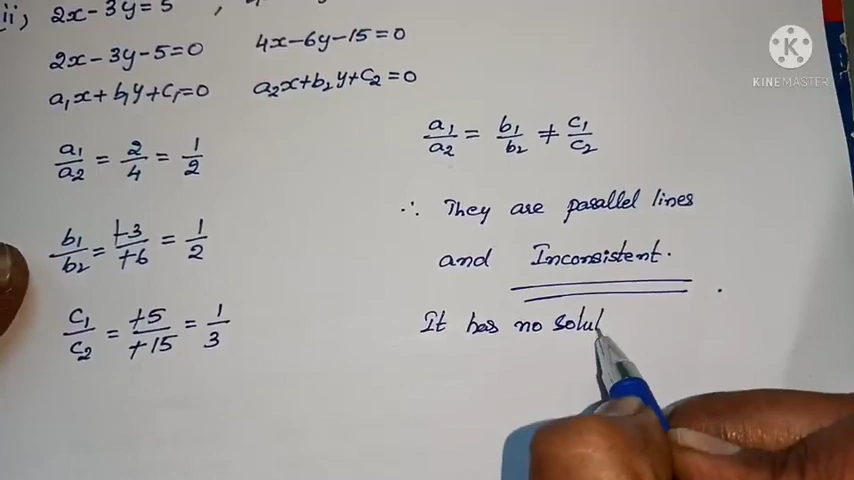 ii, 2x-3y=5 ,
2x-3y-5=0 4x-6y-15=0
a₁x+b₁y+c₁=0 a₂x+b₂y+c₂=0
a₁/a₂ = 2/4 = 1/2
b₁/b₂ = +3/+6 = 1/2
c₁/c₂ = +5/+15 = 1/3
a₁/a₂ = b₁/b₂ ≠ c₁/c₂
∴ They are parallel lines
and Inconsistent.
It has no solu
KINEMASTER